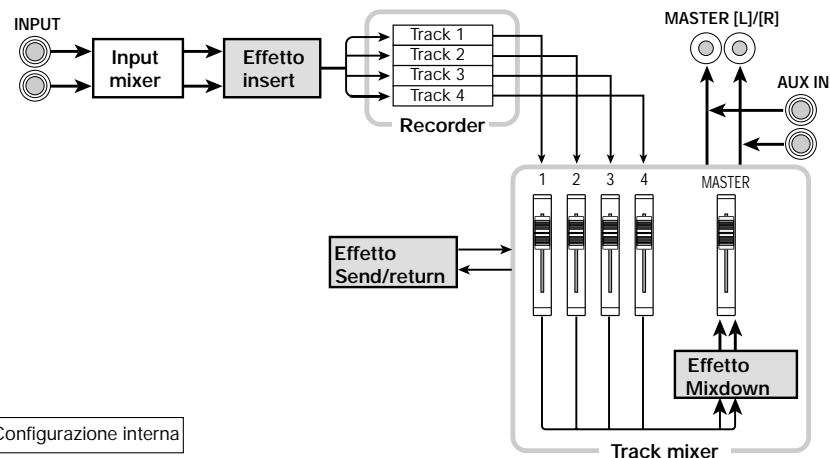 INPUT
Input
mixer
Effetto
insert
Track 1
Track 2
Track 3
Track 4
Recorder
MASTER [L]/[R]
AUX IN
1 2 3 4 MASTER
Effetto
Send/return
Effetto
Mixdown
Configurazione interna
Track mixer